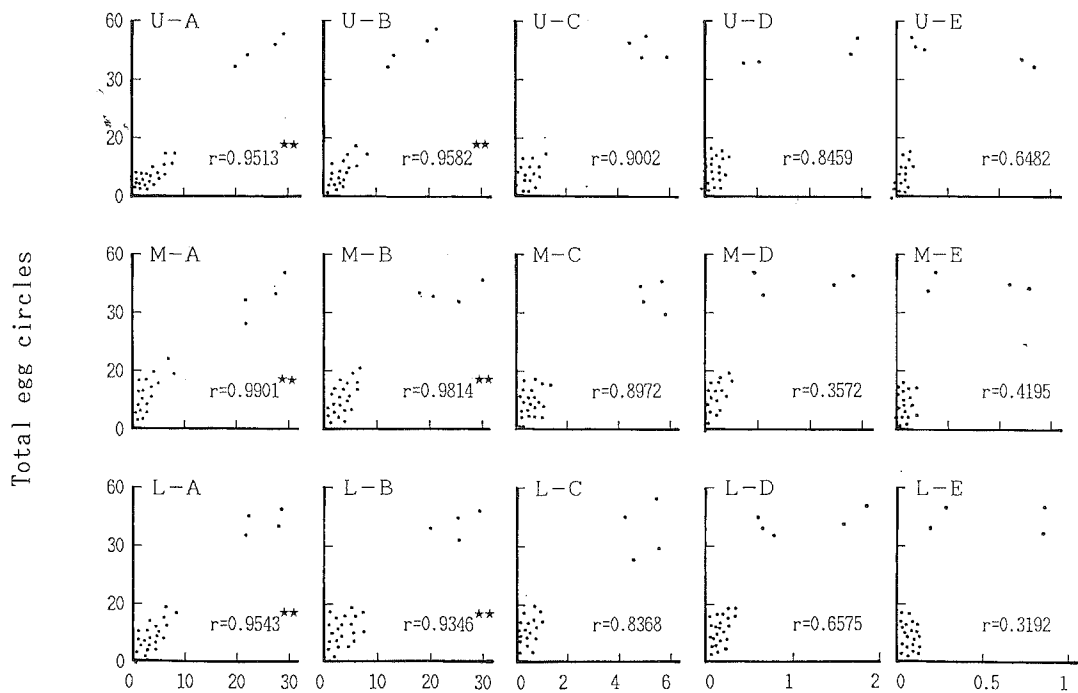 60 U-A U-B U-C U-D U-E
30
20
r=0.9513★★ r=0.9582★★ r=0.9002 r=0.8459 r=0.6482
0
Total egg circles
60 M-A M-B M-C M-D M-E
30
20
r=0.9901★★ r=0.9814★★ r=0.8972 r=0.3572 r=0.4195
0
60 L-A L-B L-C L-D L-E
30
20
r=0.9543★★ r=0.9346★★ r=0.8368 r=0.6575 r=0.3192
0
0 10 20 30 0 10 20 30 0 2 4 6 0 1 2 0 0.5 1